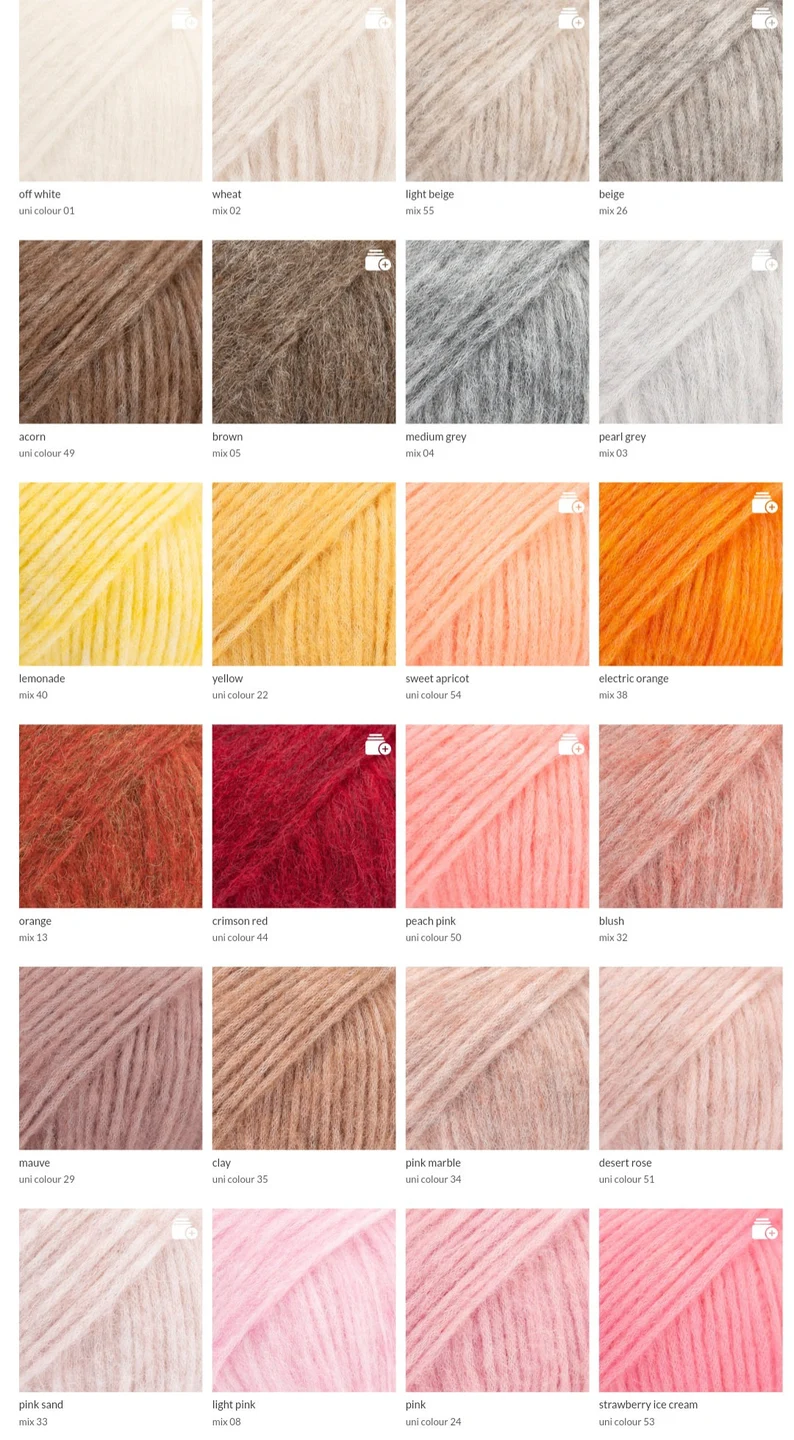 off white
uni colour 01
wheat
mix 02
light beige
mix 55
beige
mix 26
acorn
uni colour 49
brown
mix 05
medium grey
mix 04
pearl grey
mix 03
lemonade
mix 40
yellow
uni colour 22
sweet apricot
uni colour 54
electric orange
mix 38
orange
mix 13
crimson red
uni colour 44
peach pink
uni colour 50
blush
mix 32
mauve
uni colour 29
clay
uni colour 35
pink marble
uni colour 34
desert rose
uni colour 51
pink sand
mix 33
light pink
mix 08
pink
uni colour 24
strawberry ice cream
uni colour 53